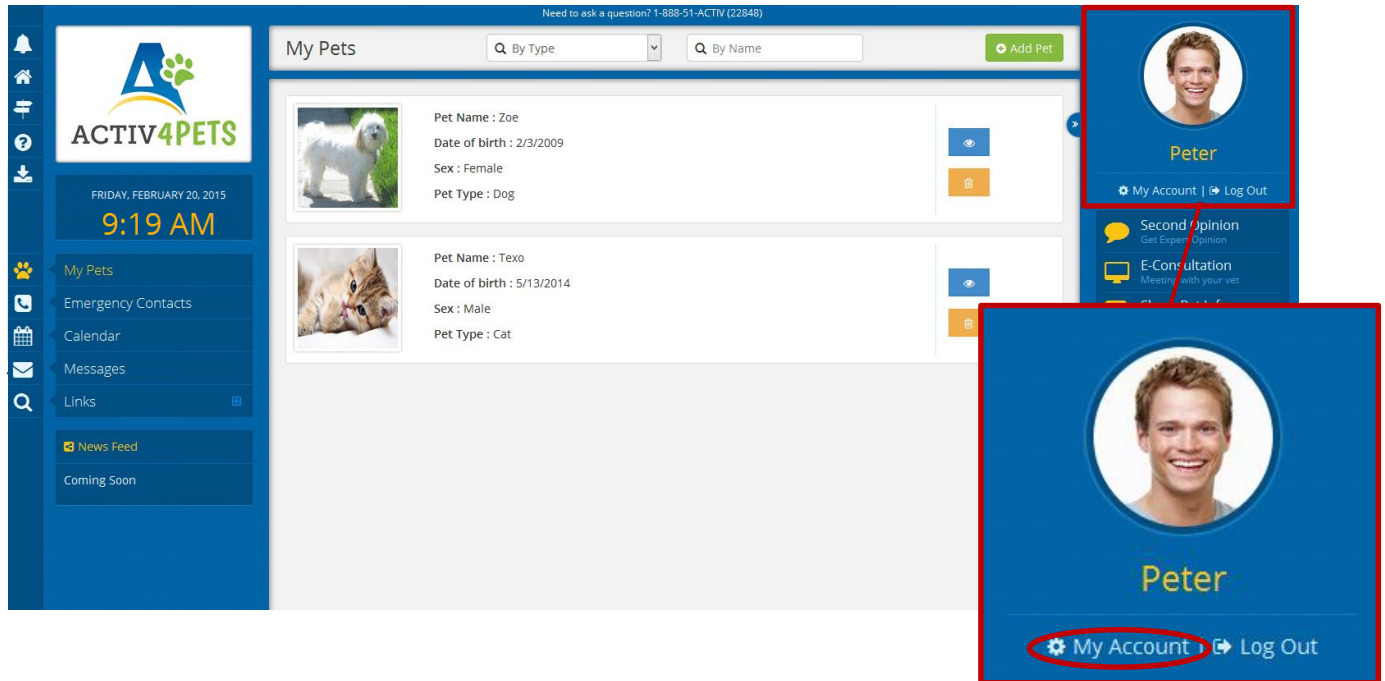 Need to ask a question? 1-888-51-ACTIV (22848)
ACTIV4PETS
FRIDAY, FEBRUARY 20, 2015
9:19 AM
My Pets
Emergency Contacts
Calendar
Messages
Links
News Feed
Coming Soon
My Pets
By Type
By Name
Add Pet
Pet Name : Zoe
Date of birth : 2/3/2009
Sex : Female
Pet Type : Dog
Pet Name : Texo
Date of birth : 5/13/2014
Sex : Male
Pet Type : Cat
Peter
My Account | Log Out
Second Opinion
Get Expert Opinion
E-Consultation
Meeting with your vet
Peter
My Account | Log Out